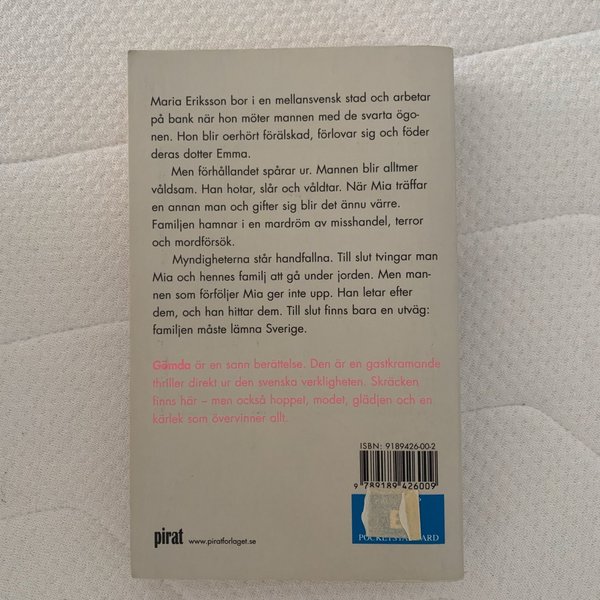 Maria Eriksson bor i en mellansvensk stad och arbetar
på bank när hon möter mannen med de svarta ögo-
nen. Hon blir oerhört förälskad, förlovar sig och föder
deras dotter Emma.
Men förhållandet spårar ur. Mannen blir alltmer
våldsam. Han hotar, slår och våldtar. När Mia träffar
en annan man och gifter sig blir det ännu värre.
Familjen hamnar i en mardröm av misshandel, terror
och mordförsök.
Myndigheterna står handfallna. Till slut tvingar man
Mia och hennes familj att gå under jorden. Men man-
nen som förföljer Mia ger inte upp. Han letar efter
dem, och han hittar dem. Till slut finns bara en utväg:
familjen måste lämna Sverige.
Gömda är en sann berättelse. Den är en gastkramande
thriller direkt ur den svenska verkligheten. Skräcken
finns här – men också hoppet, modet, glädjen och en
kärlek som övervinner allt.
ISBN: 9189426-00-2
9 789189 426009
pirat www.piratforlaget.se